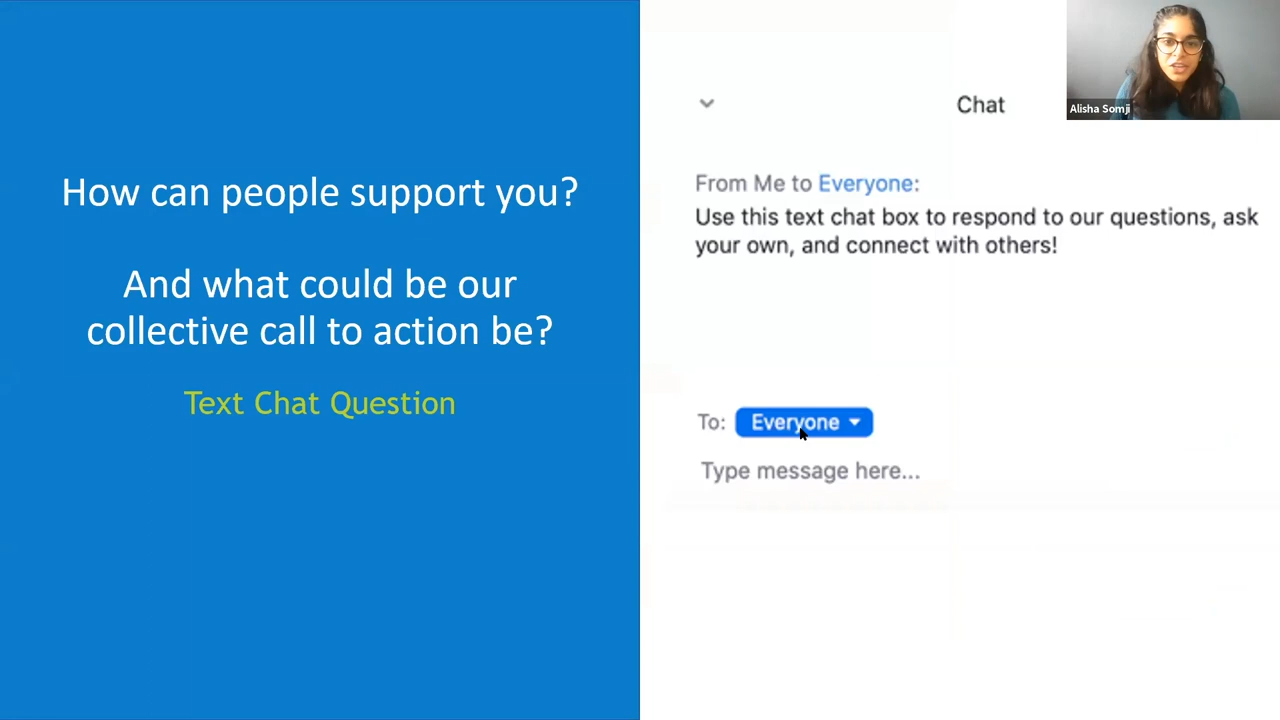 How can people support you?
And what could be our
collective call to action be?
Text Chat Question
Chat
From Me to Everyone:
Use this text chat box to respond to our questions, ask
your own, and connect with others!
To: Everyone
Type message here...
Alisha Somji